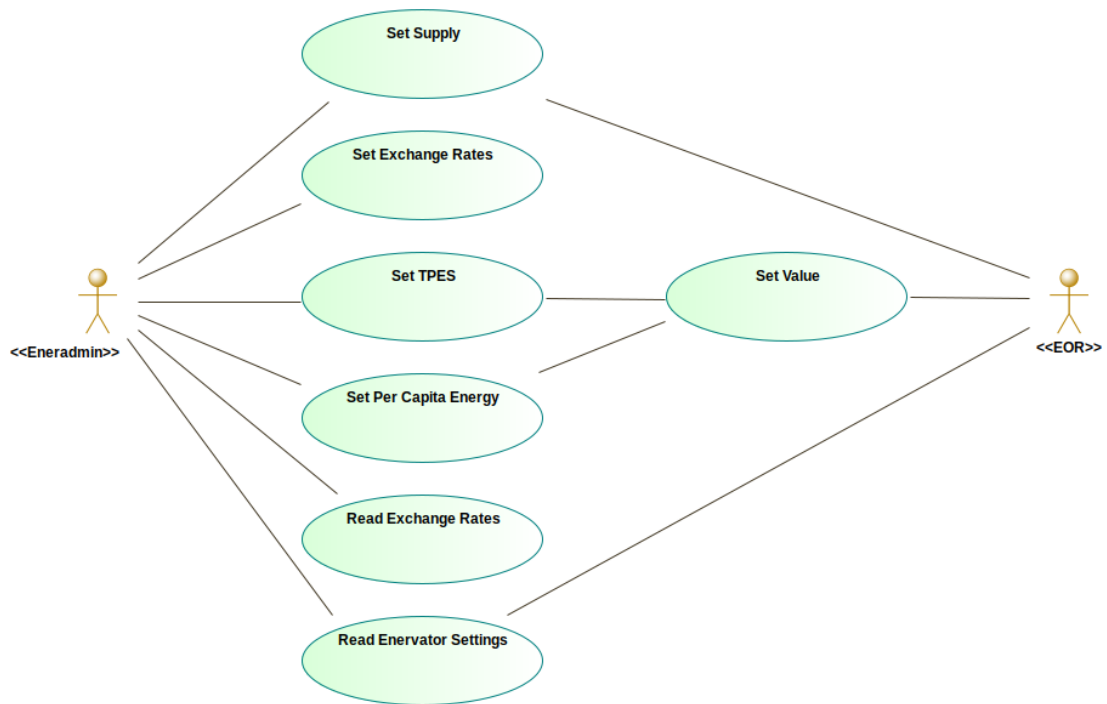 Set Supply
Set Exchange Rates
Set TPES
Set Value
<<Eneradmin>>
<<EOR>>
Set Per Capita Energy
Read Exchange Rates
Read Enervator Settings